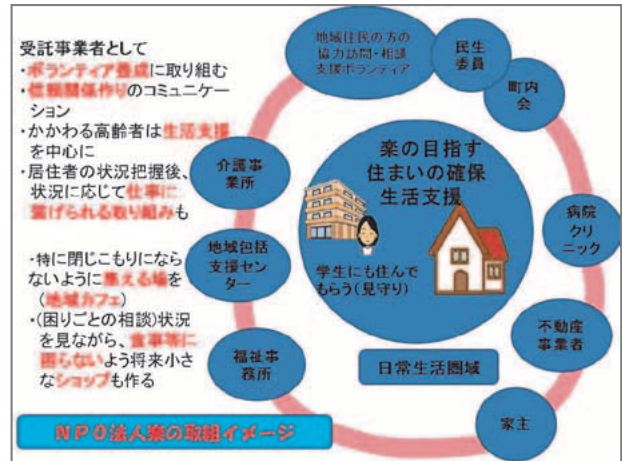 受託事業者として
・ボランティア養成に取り組む
・信頼関係作りのコミュニケー
ション
・かかわる高齢者は生活支援
を中心に
・居住者の状況把握後、
状況に応じて仕事に
繋げられる取り組みも
・特に閉じこもりになら
ないように集える場を
(地域カフェ)
・(困りごとの相談)状況
を見ながら、食事等に
困らないよう将来小さ
なショップも作る
NPO法人楽の取組イメージ
地域住民の方の
協力訪問・相談
支援ボランティア
民生
委員
町内
会
病院
クリ
ニック
不動産
事業者
家主
日常生活圏域
福祉事
務所
地域包括
支援セン
ター
介護事
業所
楽の目指す
住まいの確保
生活支援
学生にも住んで
もらう(見守り)